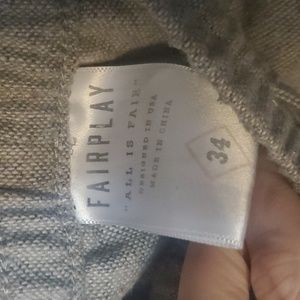 FAIRPLAY
"ALL IS FAIR"
DESIGNED IN USA
MADE IN CHINA
34